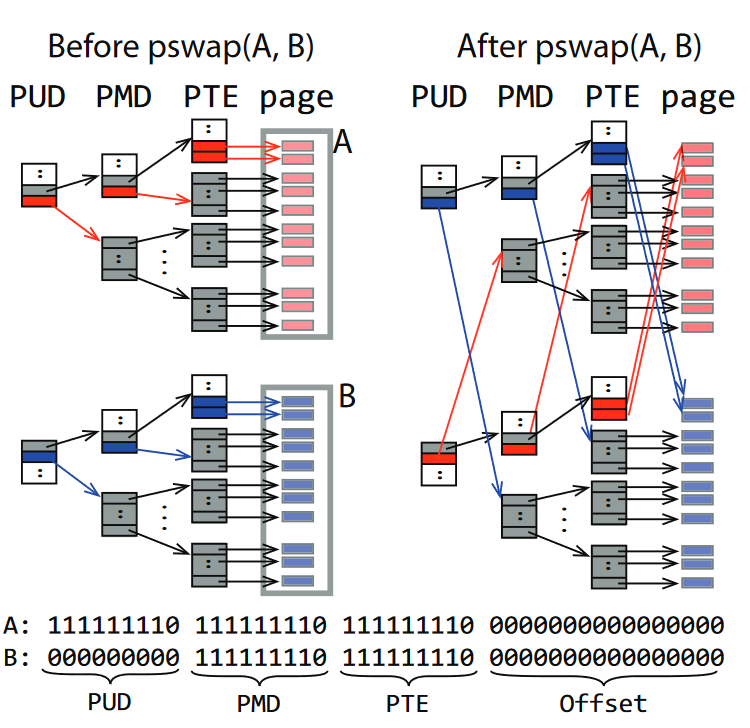 Before pswap(A, B)
After pswap(A, B)
PUD PMD PTE page
PUD PMD PTE page
A
B
A: 111111110 111111110 111111110 0000000000000000
B: 000000000 111111110 111111110 0000000000000000
PUD PMD PTE Offset